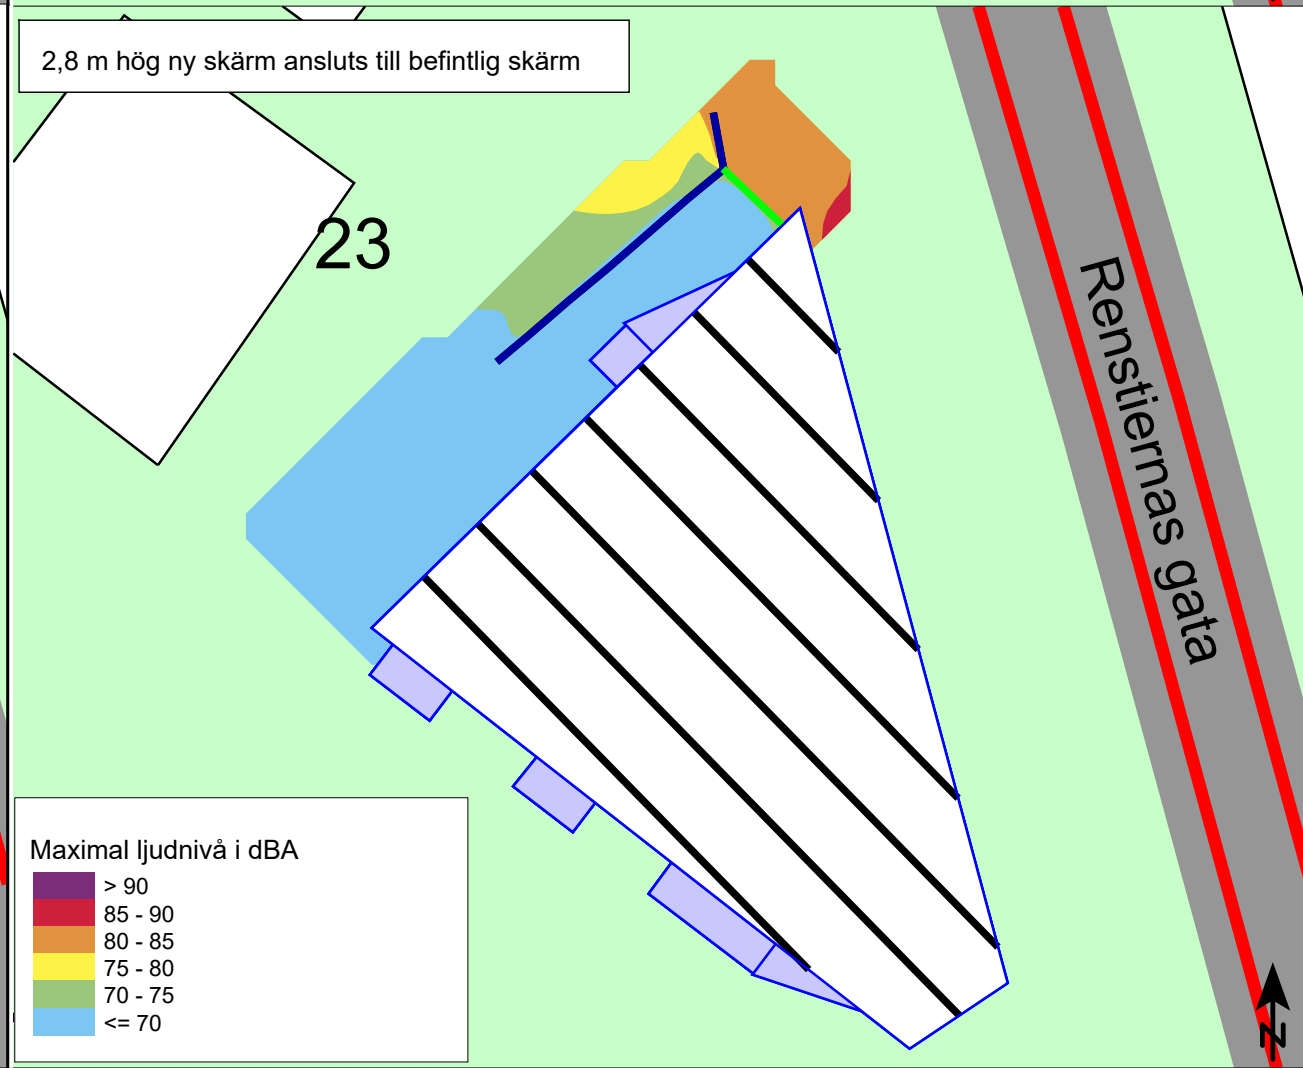 2,8 m hög ny skärm ansluts till befintlig skärm
23
Renstiernas gata
Maximal ljudnivå i dBA
> 90
85 - 90
80 - 85
75 - 80
70 - 75
<= 70
N